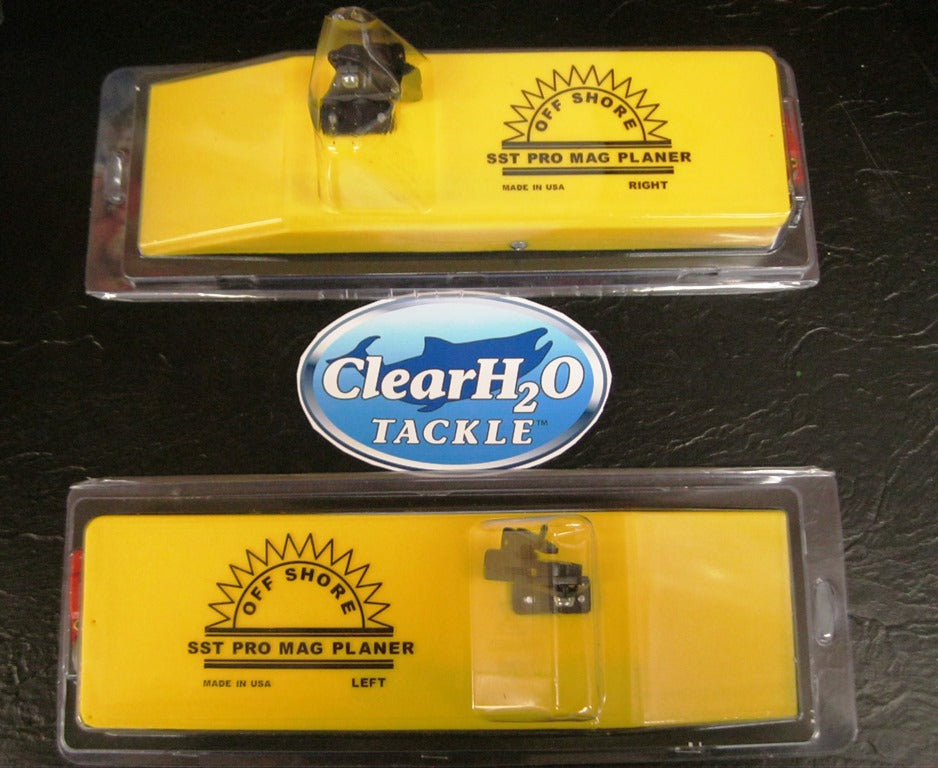 OFF SHORE
SST PRO MAG PLANER
MADE IN USA RIGHT
ClearH2O
TACKLE™
OFF SHORE
SST PRO MAG PLANER
MADE IN USA LEFT